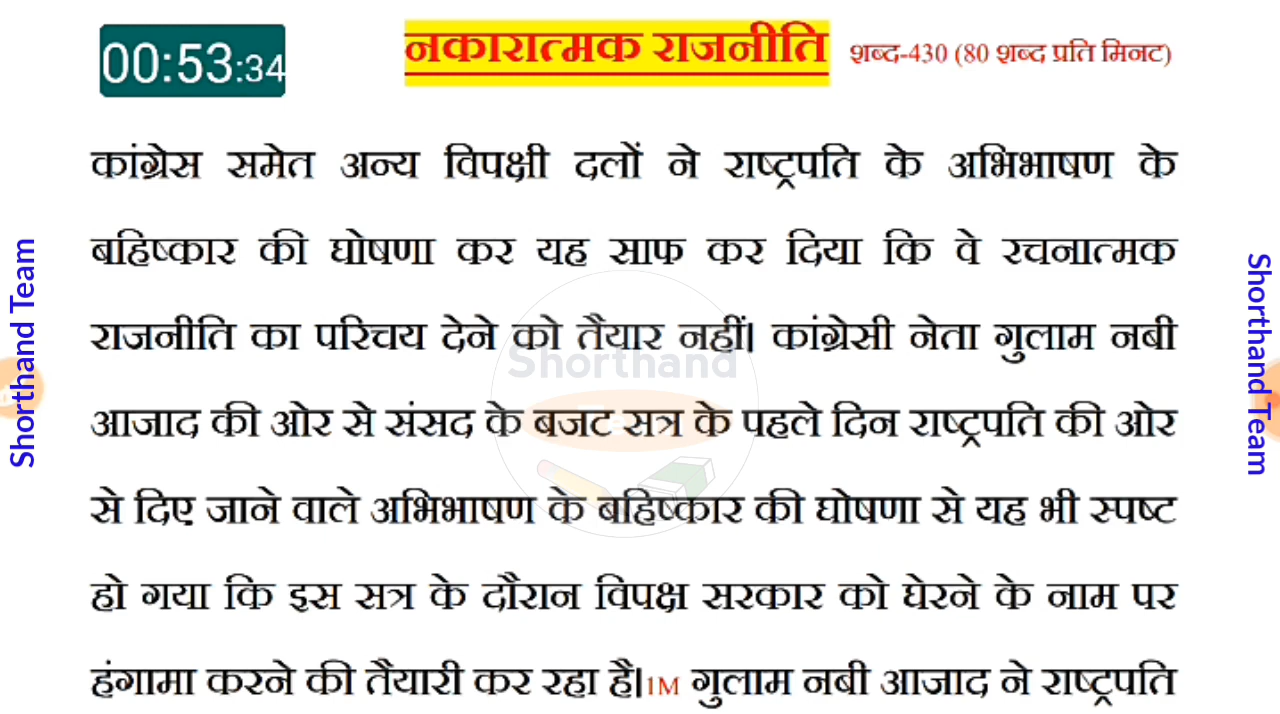 00:53:34
नकारात्मक राजनीति शब्द-430 (80 शब्द प्रति मिनट)
कांग्रेस समेत अन्य विपक्षी दलों ने राष्ट्रपति के अभिभाषण के
बहिष्कार की घोषणा कर यह साफ कर दिया कि वे रचनात्मक
राजनीति का परिचय देने को तैयार नहीं। कांग्रेसी नेता गुलाम नबी
आजाद की ओर से संसद के बजट सत्र के पहले दिन राष्ट्रपति की ओर
से दिए जाने वाले अभिभाषण के बहिष्कार की घोषणा से यह भी स्पष्ट
हो गया कि इस सत्र के दौरान विपक्ष सरकार को घेरने के नाम पर
हंगामा करने की तैयारी कर रहा है।1M गुलाम नबी आजाद ने राष्ट्रपति
Shorthand Team
Shorthand Team
Shorthand